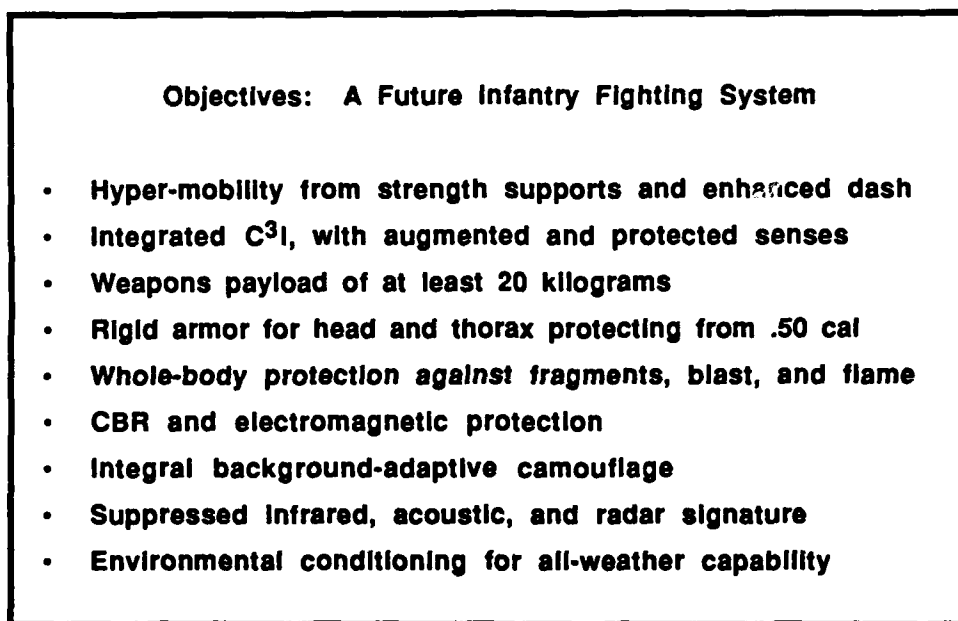 Objectives: A Future Infantry Fighting System
• Hyper-mobility from strength supports and enhanced dash
• Integrated C³I, with augmented and protected senses
• Weapons payload of at least 20 kilograms
• Rigid armor for head and thorax protecting from .50 cal
• Whole-body protection against fragments, blast, and flame
• CBR and electromagnetic protection
• Integral background-adaptive camouflage
• Suppressed infrared, acoustic, and radar signature
• Environmental conditioning for all-weather capability